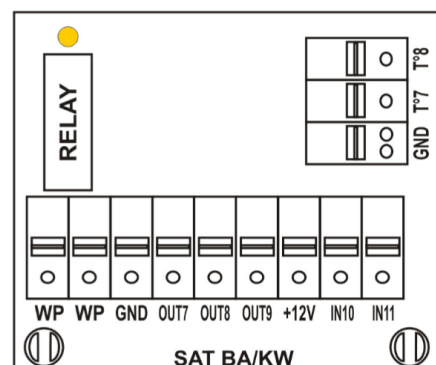 RELAY
T°8
T°7
GND
WP WP GND OUT7 OUT8 OUT9 +12V IN10 IN11
SAT BA/KW